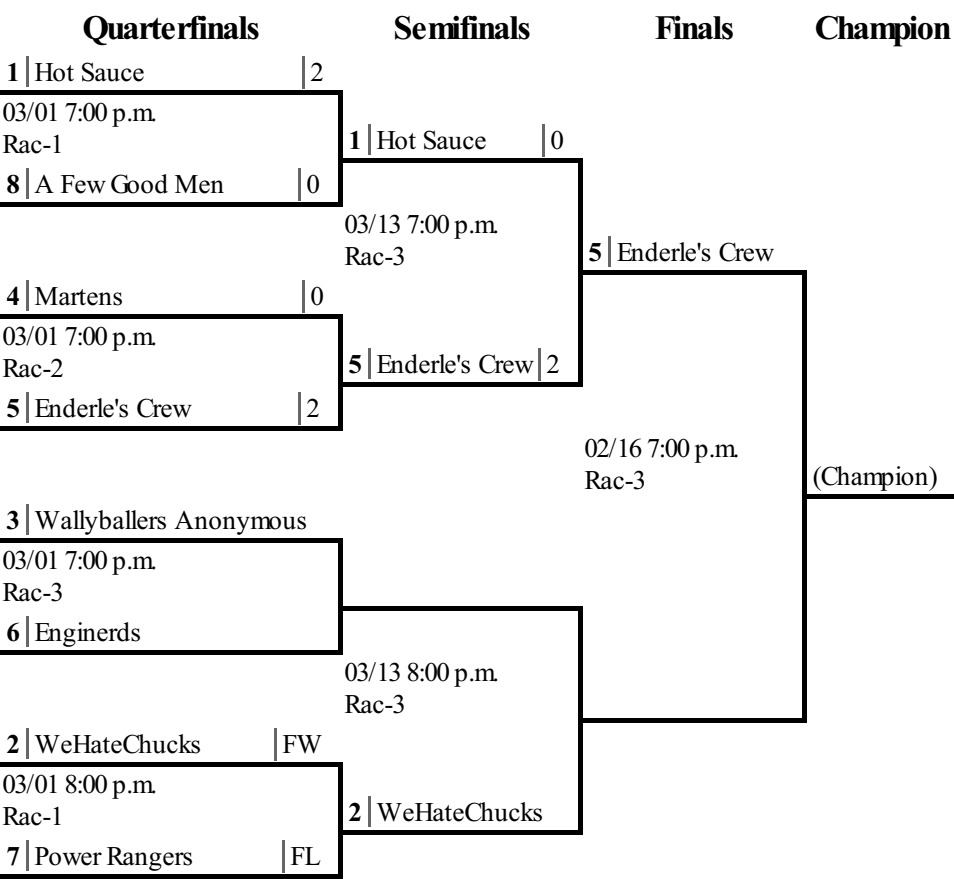 Quarterfinals Semifinals Finals Champion
1 Hot Sauce 2
03/01 7:00 p.m.
Rac-1
8 A Few Good Men 0
4 Martens 0
03/01 7:00 p.m.
Rac-2
5 Enderle's Crew 2
3 Wallyballers Anonymous
03/01 7:00 p.m.
Rac-3
6 Enginerds
2 WeHateChucks FW
03/01 8:00 p.m.
Rac-1
7 Power Rangers FL
1 Hot Sauce 0
03/13 7:00 p.m.
Rac-3
5 Enderle's Crew 2
03/13 8:00 p.m.
Rac-3
2 WeHateChucks
5 Enderle's Crew
02/16 7:00 p.m.
Rac-3
(Champion)